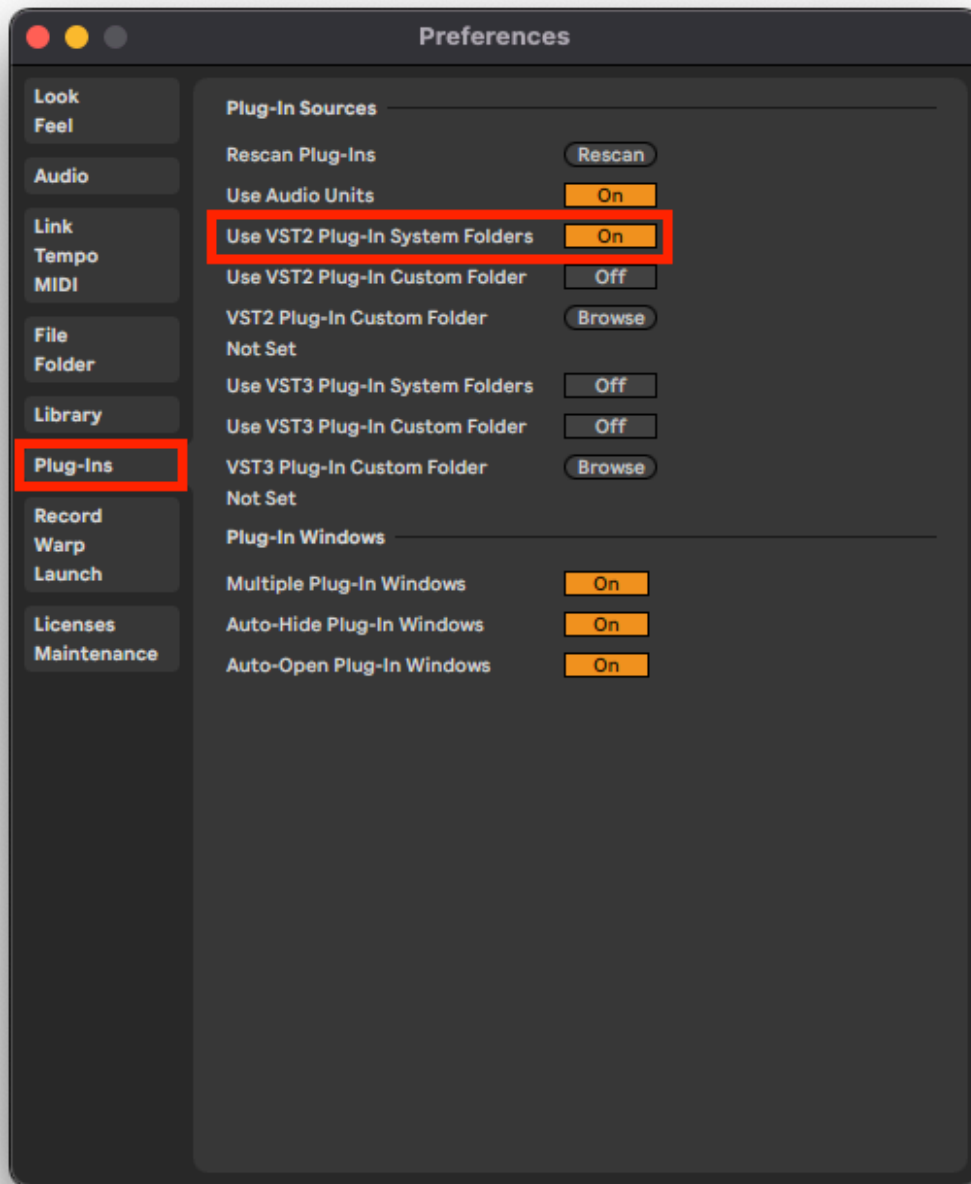 Preferences
Look
Feel
Audio
Link
Tempo
MIDI
File
Folder
Library
Plug-Ins
Record
Warp
Launch
Licenses
Maintenance
Plug-In Sources
Rescan Plug-Ins Rescan
Use Audio Units On
Use VST2 Plug-In System Folders On
Use VST2 Plug-In Custom Folder Off
VST2 Plug-In Custom Folder Browse
Not Set
Use VST3 Plug-In System Folders Off
Use VST3 Plug-In Custom Folder Off
VST3 Plug-In Custom Folder Browse
Not Set
Plug-In Windows
Multiple Plug-In Windows On
Auto-Hide Plug-In Windows On
Auto-Open Plug-In Windows On